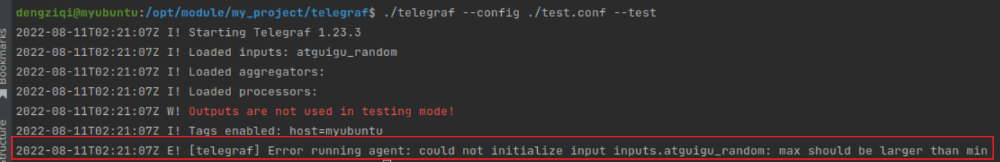 dengziqi@myubuntu:/opt/module/my_project/telegraf$ ./telegraf --config ./test.conf --test
2022-08-11T02:21:07Z I! Starting Telegraf 1.23.3
2022-08-11T02:21:07Z I! Loaded inputs: atguigu_random
2022-08-11T02:21:07Z I! Loaded aggregators:
2022-08-11T02:21:07Z I! Loaded processors:
2022-08-11T02:21:07Z W! Outputs are not used in testing mode!
2022-08-11T02:21:07Z I! Tags enabled: host=myubuntu
2022-08-11T02:21:07Z E! [telegraf] Error running agent: could not initialize input inputs.atguigu_random: max should be larger than min
Bookmarks